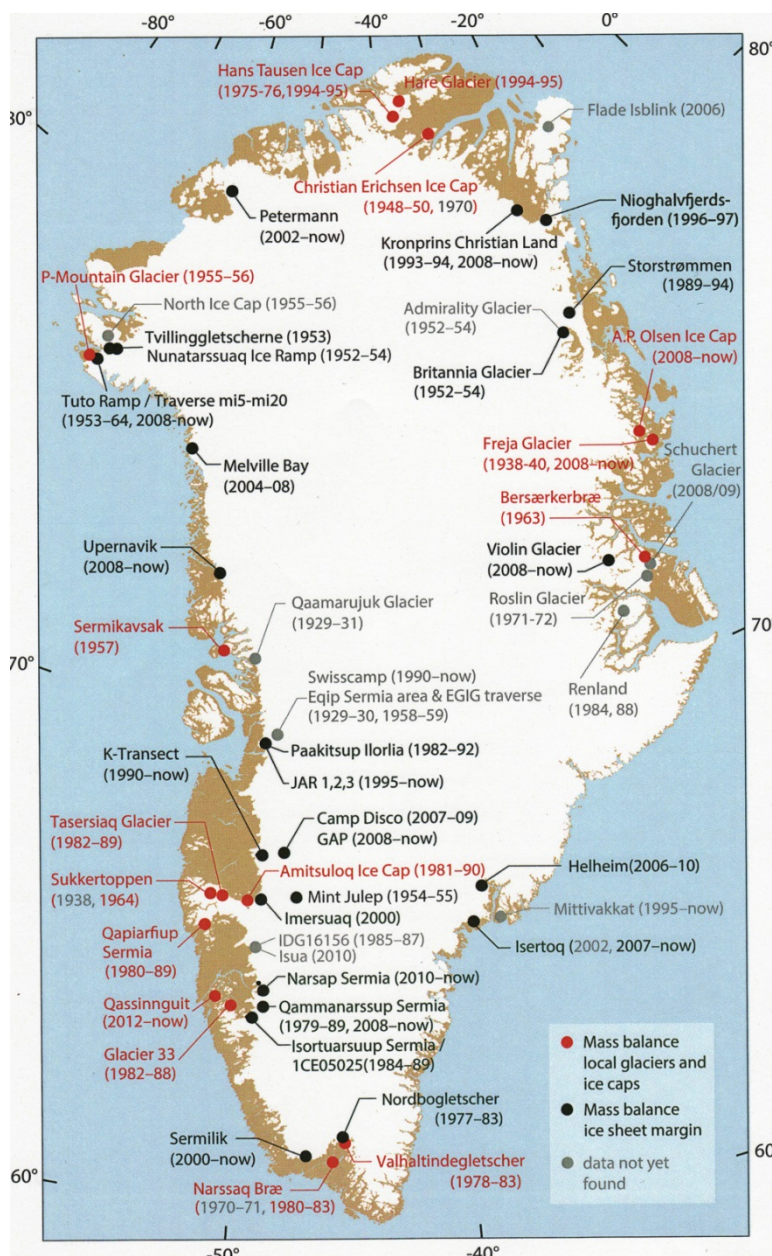 -80°
-60°
-40°
-20°
0°
80°
80°
Hans Tausen Ice Cap
(1975-76,1994-95)
Hare Glacier (1994-95)
Flade Isblink (2006)
Christian Erichsen Ice Cap
(1948–50, 1970)
Petermann
(2002–now)
Nioghalvfjerds-
fjorden (1996–97)
Kronprins Christian Land
(1993–94, 2008–now)
Storstrømmen
(1989–94)
P-Mountain Glacier (1955–56)
North Ice Cap (1955–56)
Admirality Glacier
(1952–54)
Tvillinggletscherne (1953)
Nunatarssuaq Ice Ramp (1952–54)
A.P. Olsen Ice Cap
(2008–now)
Britannia Glacier
(1952–54)
Tuto Ramp / Traverse mi5-mi20
(1953–64, 2008-now)
Freja Glacier
(1938-40, 2008–now)
Schuchert
Glacier
(2008/09)
Melville Bay
(2004–08)
Bersærkerbræ
(1963)
Upernavik
(2008–now)
Violin Glacier
(2008–now)
Qaamarujuk Glacier
(1929–31)
Roslin Glacier
(1971-72)
Sermikavsak
(1957)
70°
70°
Swisscamp (1990–now)
Eqip Sermia area & EGIG traverse
(1929–30, 1958–59)
Renland
(1984, 88)
K-Transect
(1990–now)
Paakitsup Ilorlia (1982–92)
JAR 1,2,3 (1995–now)
Camp Disco (2007–09)
GAP (2008–now)
Tasersiaq Glacier
(1982–89)
Amitsuloq Ice Cap (1981–90)
Helheim(2006–10)
Sukkertoppen
(1938, 1964)
Mint Julep (1954–55)
Imersuaq (2000)
Mittivakkat (1995–now)
Qapiarfiup
Sermia
(1980–89)
IDG16156 (1985–87)
Isua (2010)
Isertoq (2002, 2007–now)
Narsap Sermia (2010–now)
Qassinnguit
(2012–now)
Qammanarssup Sermia
(1979–89, 2008–now)
Glacier 33
(1982–88)
Isortuarsuup Sermia /
1CE05025(1984–89)
Mass balance
local glaciers and
ice caps
Mass balance
ice sheet margin
data not yet
found
Nordbogletscher
(1977–83)
Sermilik
(2000–now)
Valhaltindegletscher
(1978–83)
Narssaq Bræ
(1970–71, 1980–83)
60°
60°
-50°
-40°